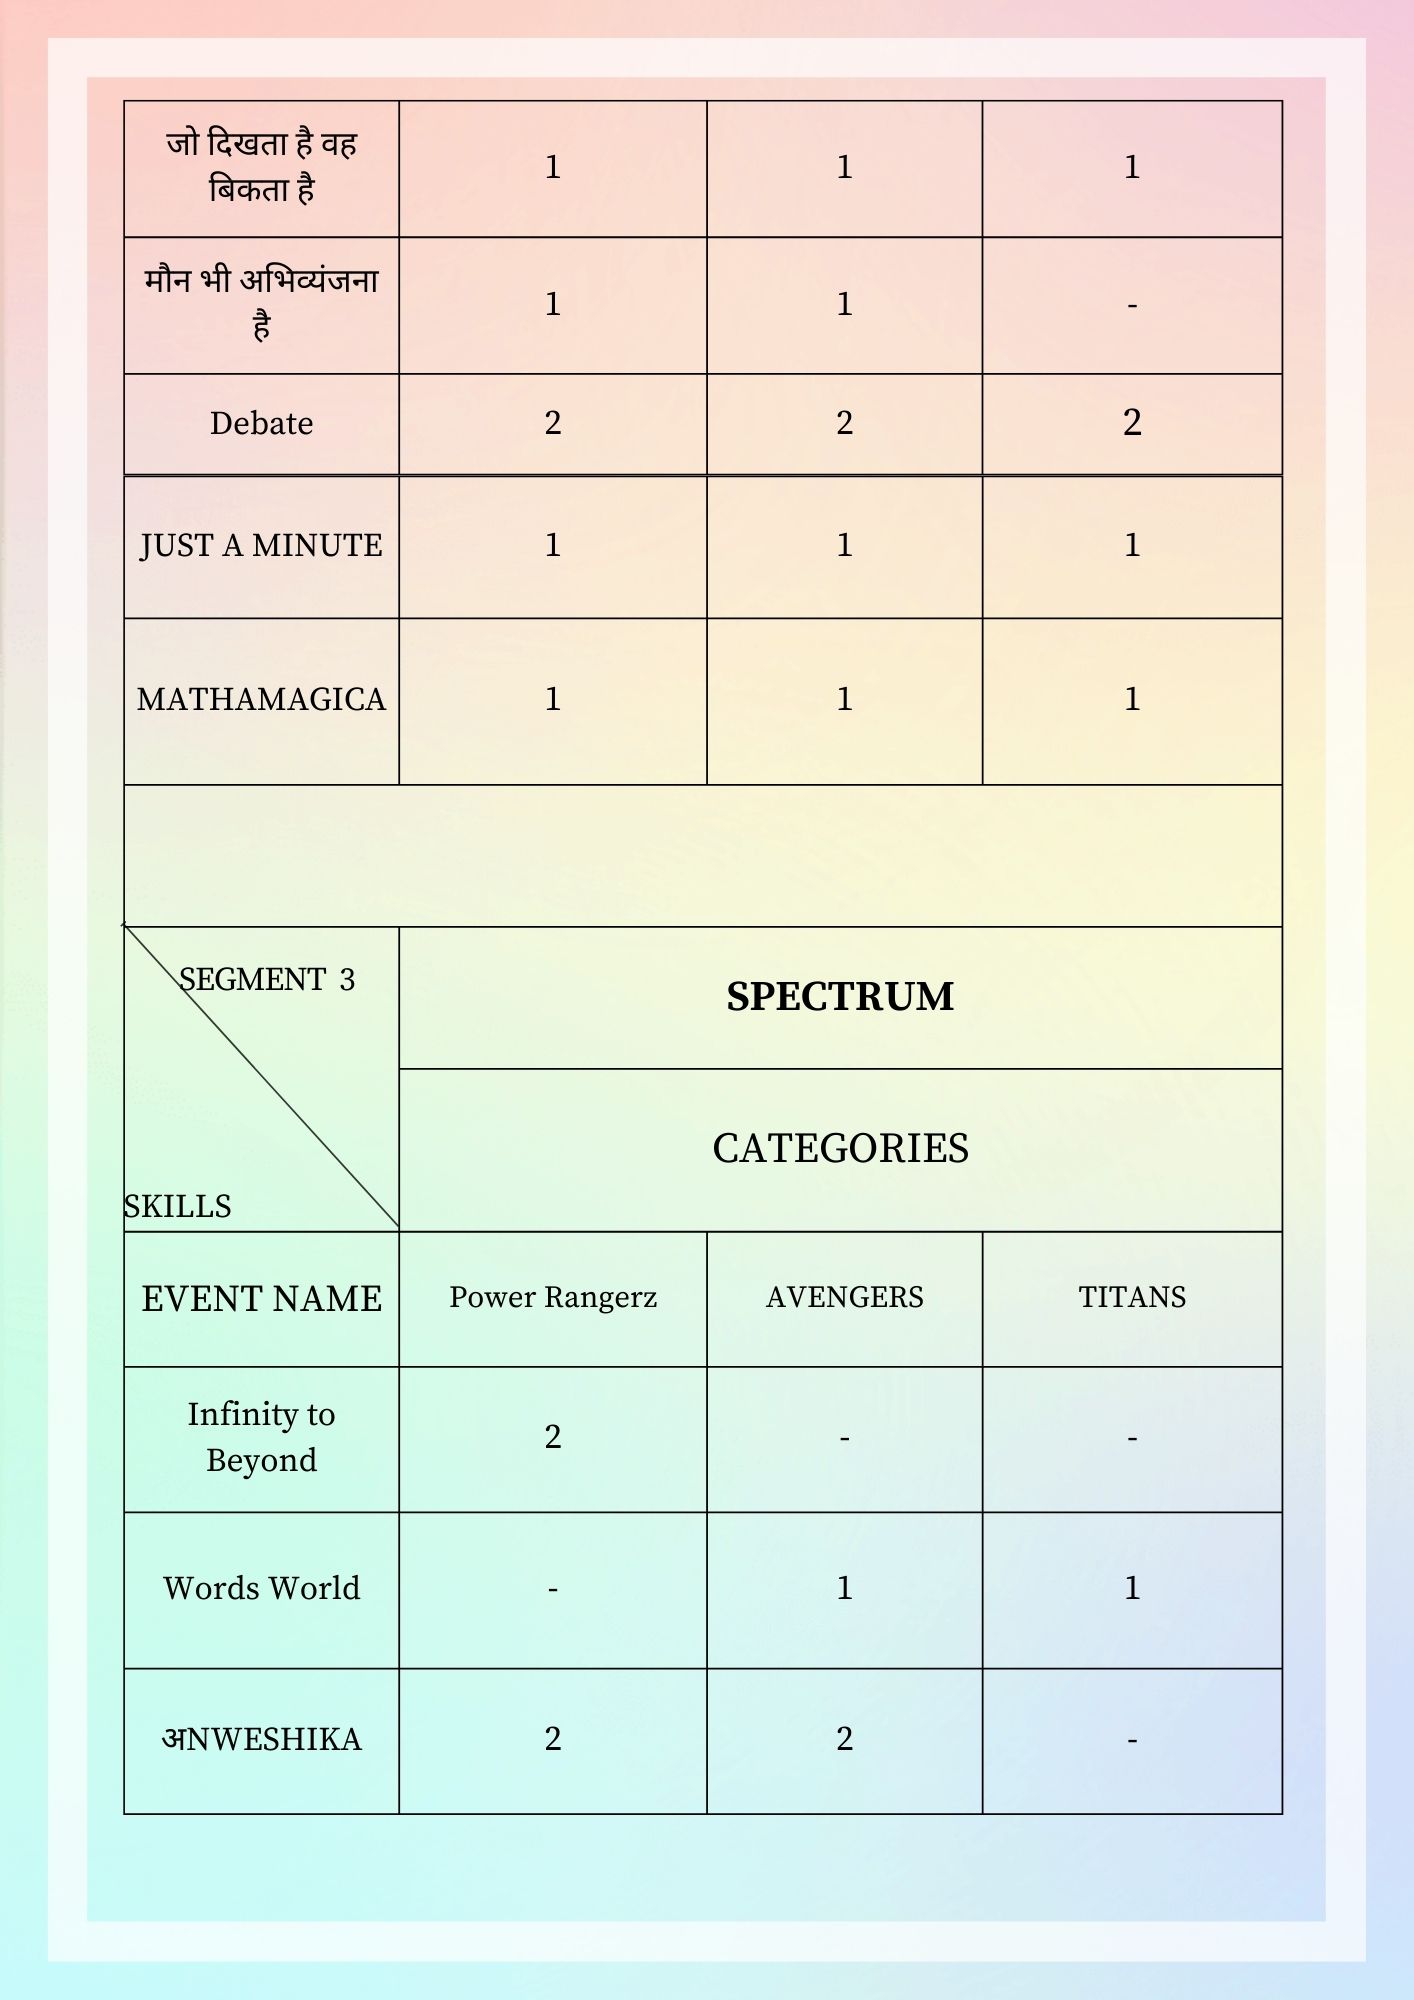 जो दिखता है वह
बिकता है
1 1 1
मौन भी अभिव्यंजना
है
1 1 -
Debate 2 2 2
JUST A MINUTE 1 1 1
MATHAMAGICA 1 1 1
SEGMENT 3
SPECTRUM
CATEGORIES
SKILLS
EVENT NAME Power Rangerz AVENGERS TITANS
Infinity to
Beyond
2 - -
Words World - 1 1
अNWESHIKA 2 2 -